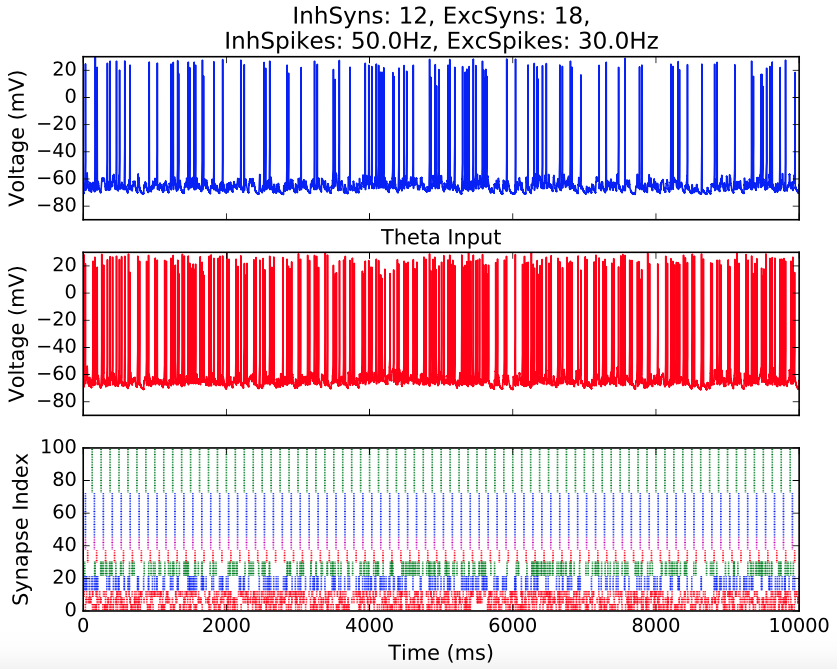 InhSyns: 12, ExcSyns: 18,
InhSpikes: 50.0Hz, ExcSpikes: 30.0Hz
20
0
−20
−40
−60
−80
Voltage (mV)
Theta Input
20
0
−20
−40
−60
−80
Voltage (mV)
100
80
60
40
20
0
Synapse Index
0 2000 4000 6000 8000 10000
Time (ms)